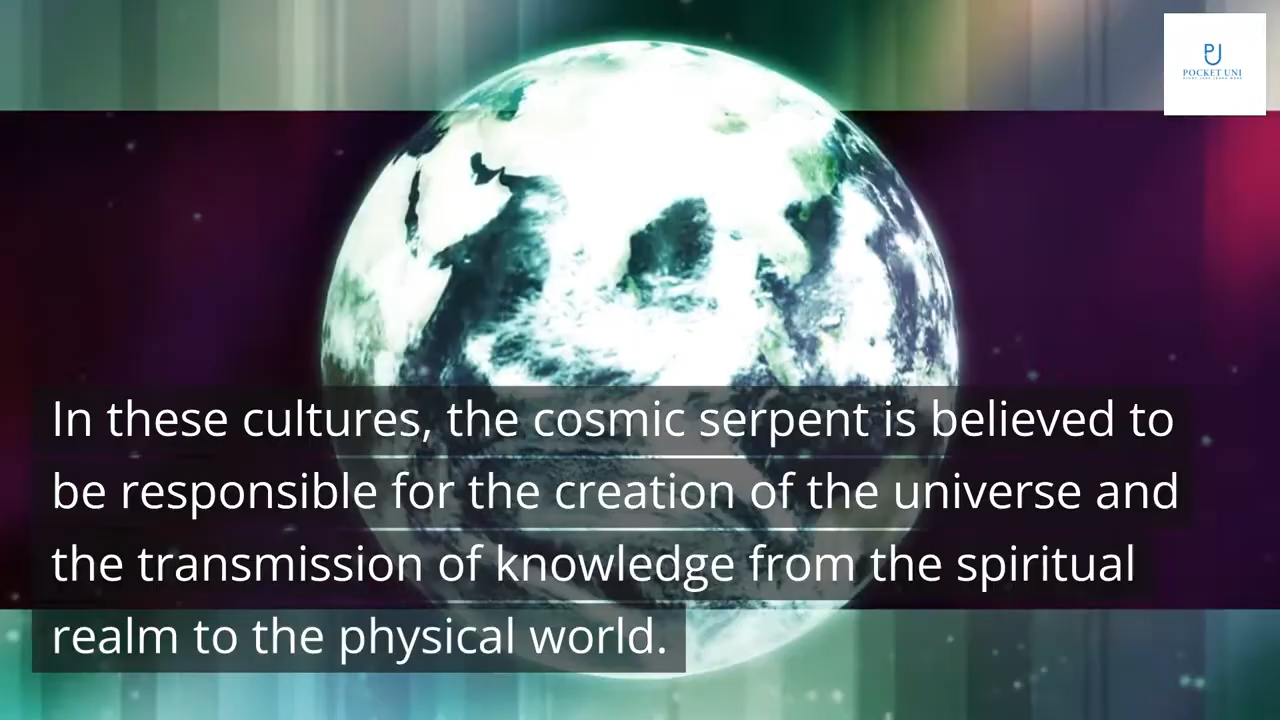 PU
POCKET UNI
In these cultures, the cosmic serpent is believed to
be responsible for the creation of the universe and
the transmission of knowledge from the spiritual
realm to the physical world.